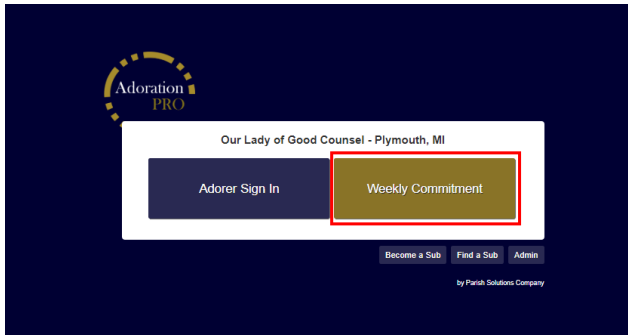 Adoration
PRO
Our Lady of Good Counsel - Plymouth, MI
Adorer Sign In
Weekly Commitment
Become a Sub
Find a Sub
Admin
by Parish Solutions Company